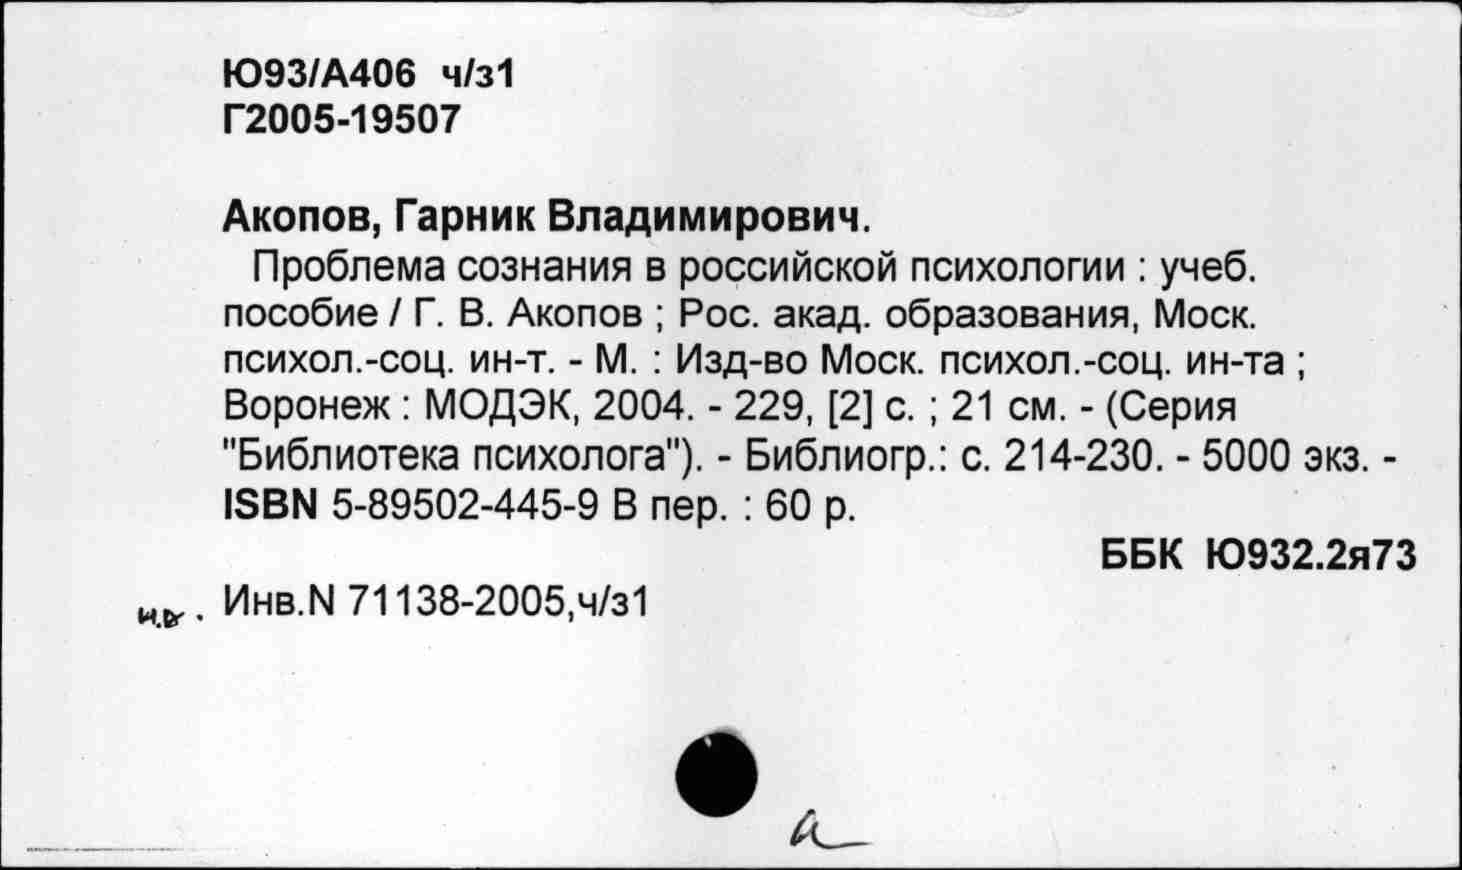 Ю93/А406 ч/з1
Г2005-19507
Акопов, Гарник Владимирович.
Проблема сознания в российской психологии : учеб.
пособие / Г. В. Акопов ; Рос. акад. образования, Моск.
психол.-соц. ин-т. - М. : Изд-во Моск. психол.-соц. ин-та ;
Воронеж : МОДЭК, 2004. - 229, [2] с. ; 21 см. - (Серия
"Библиотека психолога"). - Библиогр.: с. 214-230. - 5000 экз. -
ISBN 5-89502-445-9 В пер. : 60 р.
ББК Ю932.2я73
Инв.N 71138-2005,ч/з1
а